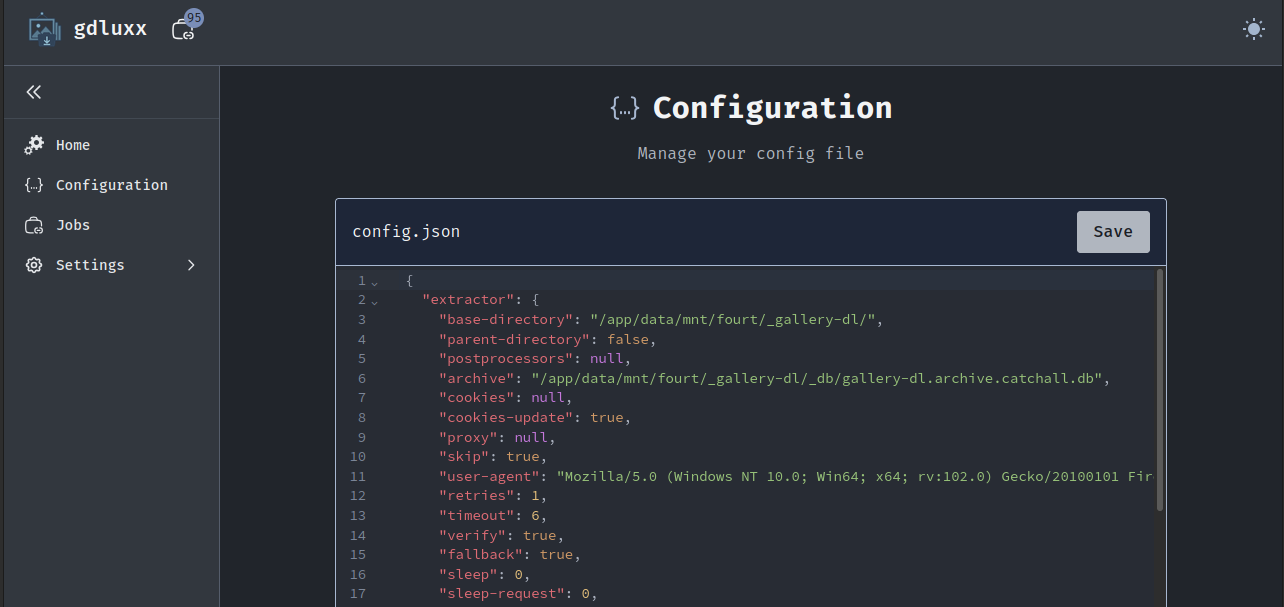 gdluxx
95
Home
Configuration
Jobs
Settings
{...} Configuration
Manage your config file
config.json
Save
1 {
2 "extractor": {
3 "base-directory": "/app/data/mnt/fourt/_gallery-dl/",
4 "parent-directory": false,
5 "postprocessors": null,
6 "archive": "/app/data/mnt/fourt/_gallery-dl/_db/gallery-dl.archive.catchall.db",
7 "cookies": null,
8 "cookies-update": true,
9 "proxy": null,
10 "skip": true,
11 "user-agent": "Mozilla/5.0 (Windows NT 10.0; Win64; x64; rv:102.0) Gecko/20100101 Fir
12 "retries": 1,
13 "timeout": 6,
14 "verify": true,
15 "fallback": true,
16 "sleep": 0,
17 "sleep-request": 0,